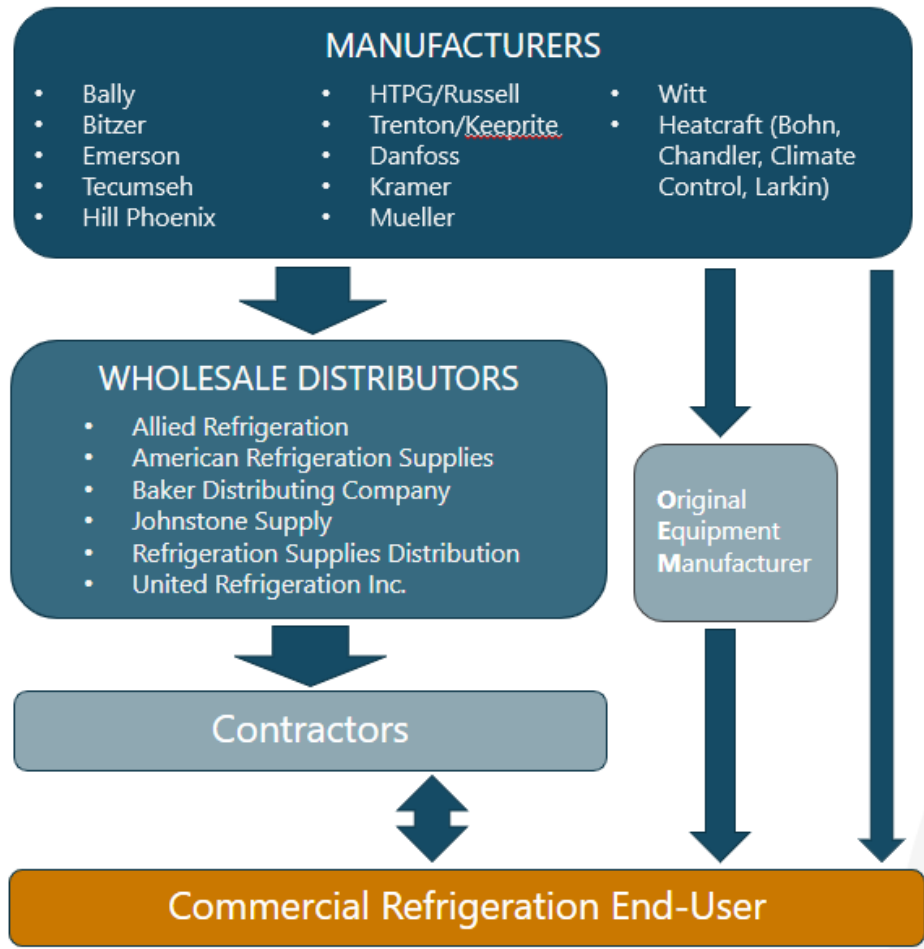 MANUFACTURERS
• Bally
• Bitzer
• Emerson
• Tecumseh
• Hill Phoenix
• HTPG/Russell
• Trenton/Keeprite
• Danfoss
• Kramer
• Mueller
• Witt
• Heatcraft (Bohn,
Chandler, Climate
Control, Larkin)
WHOLESALE DISTRIBUTORS
• Allied Refrigeration
• American Refrigeration Supplies
• Baker Distributing Company
• Johnstone Supply
• Refrigeration Supplies Distribution
• United Refrigeration Inc.
Original
Equipment
Manufacturer
Contractors
Commercial Refrigeration End-User